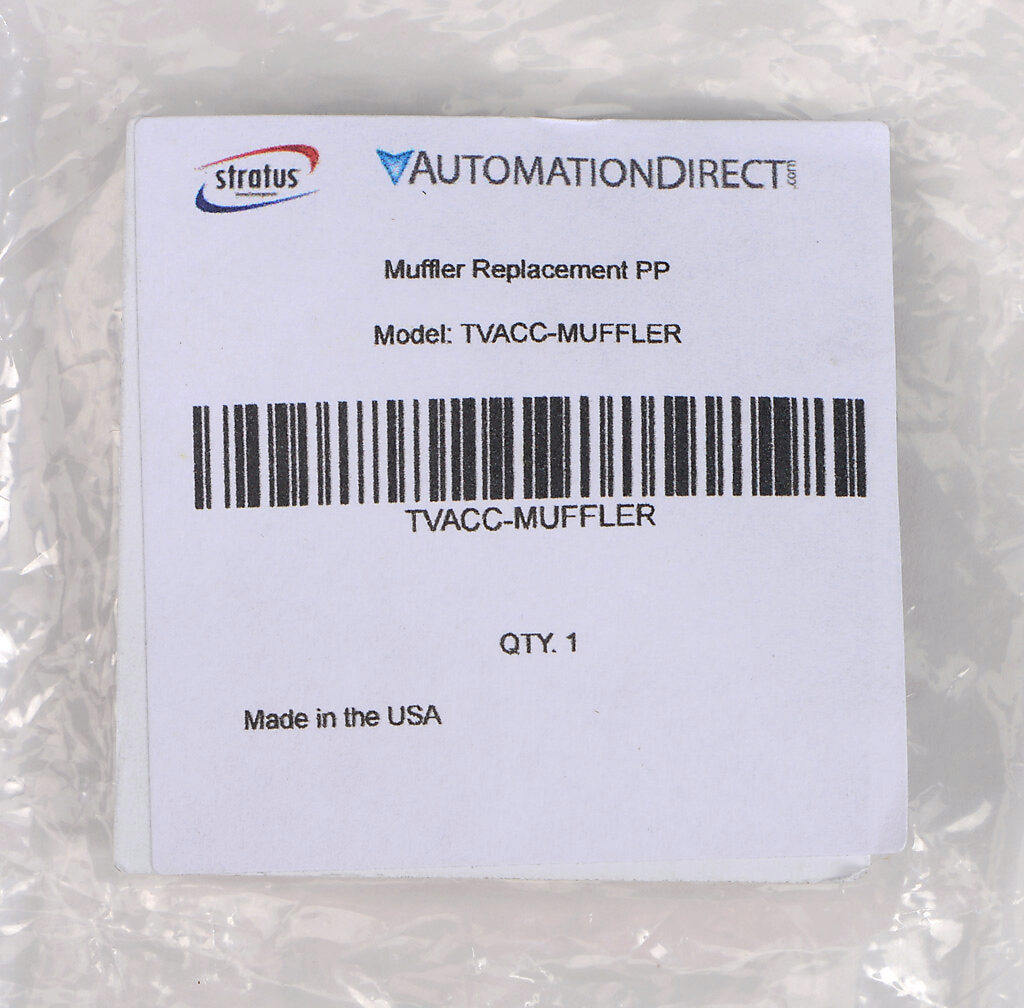 stratus
AUTOMATIONDIRECT.com
Muffler Replacement PP
Model: TVACC-MUFFLER
TVACC-MUFFLER
QTY. 1
Made in the USA